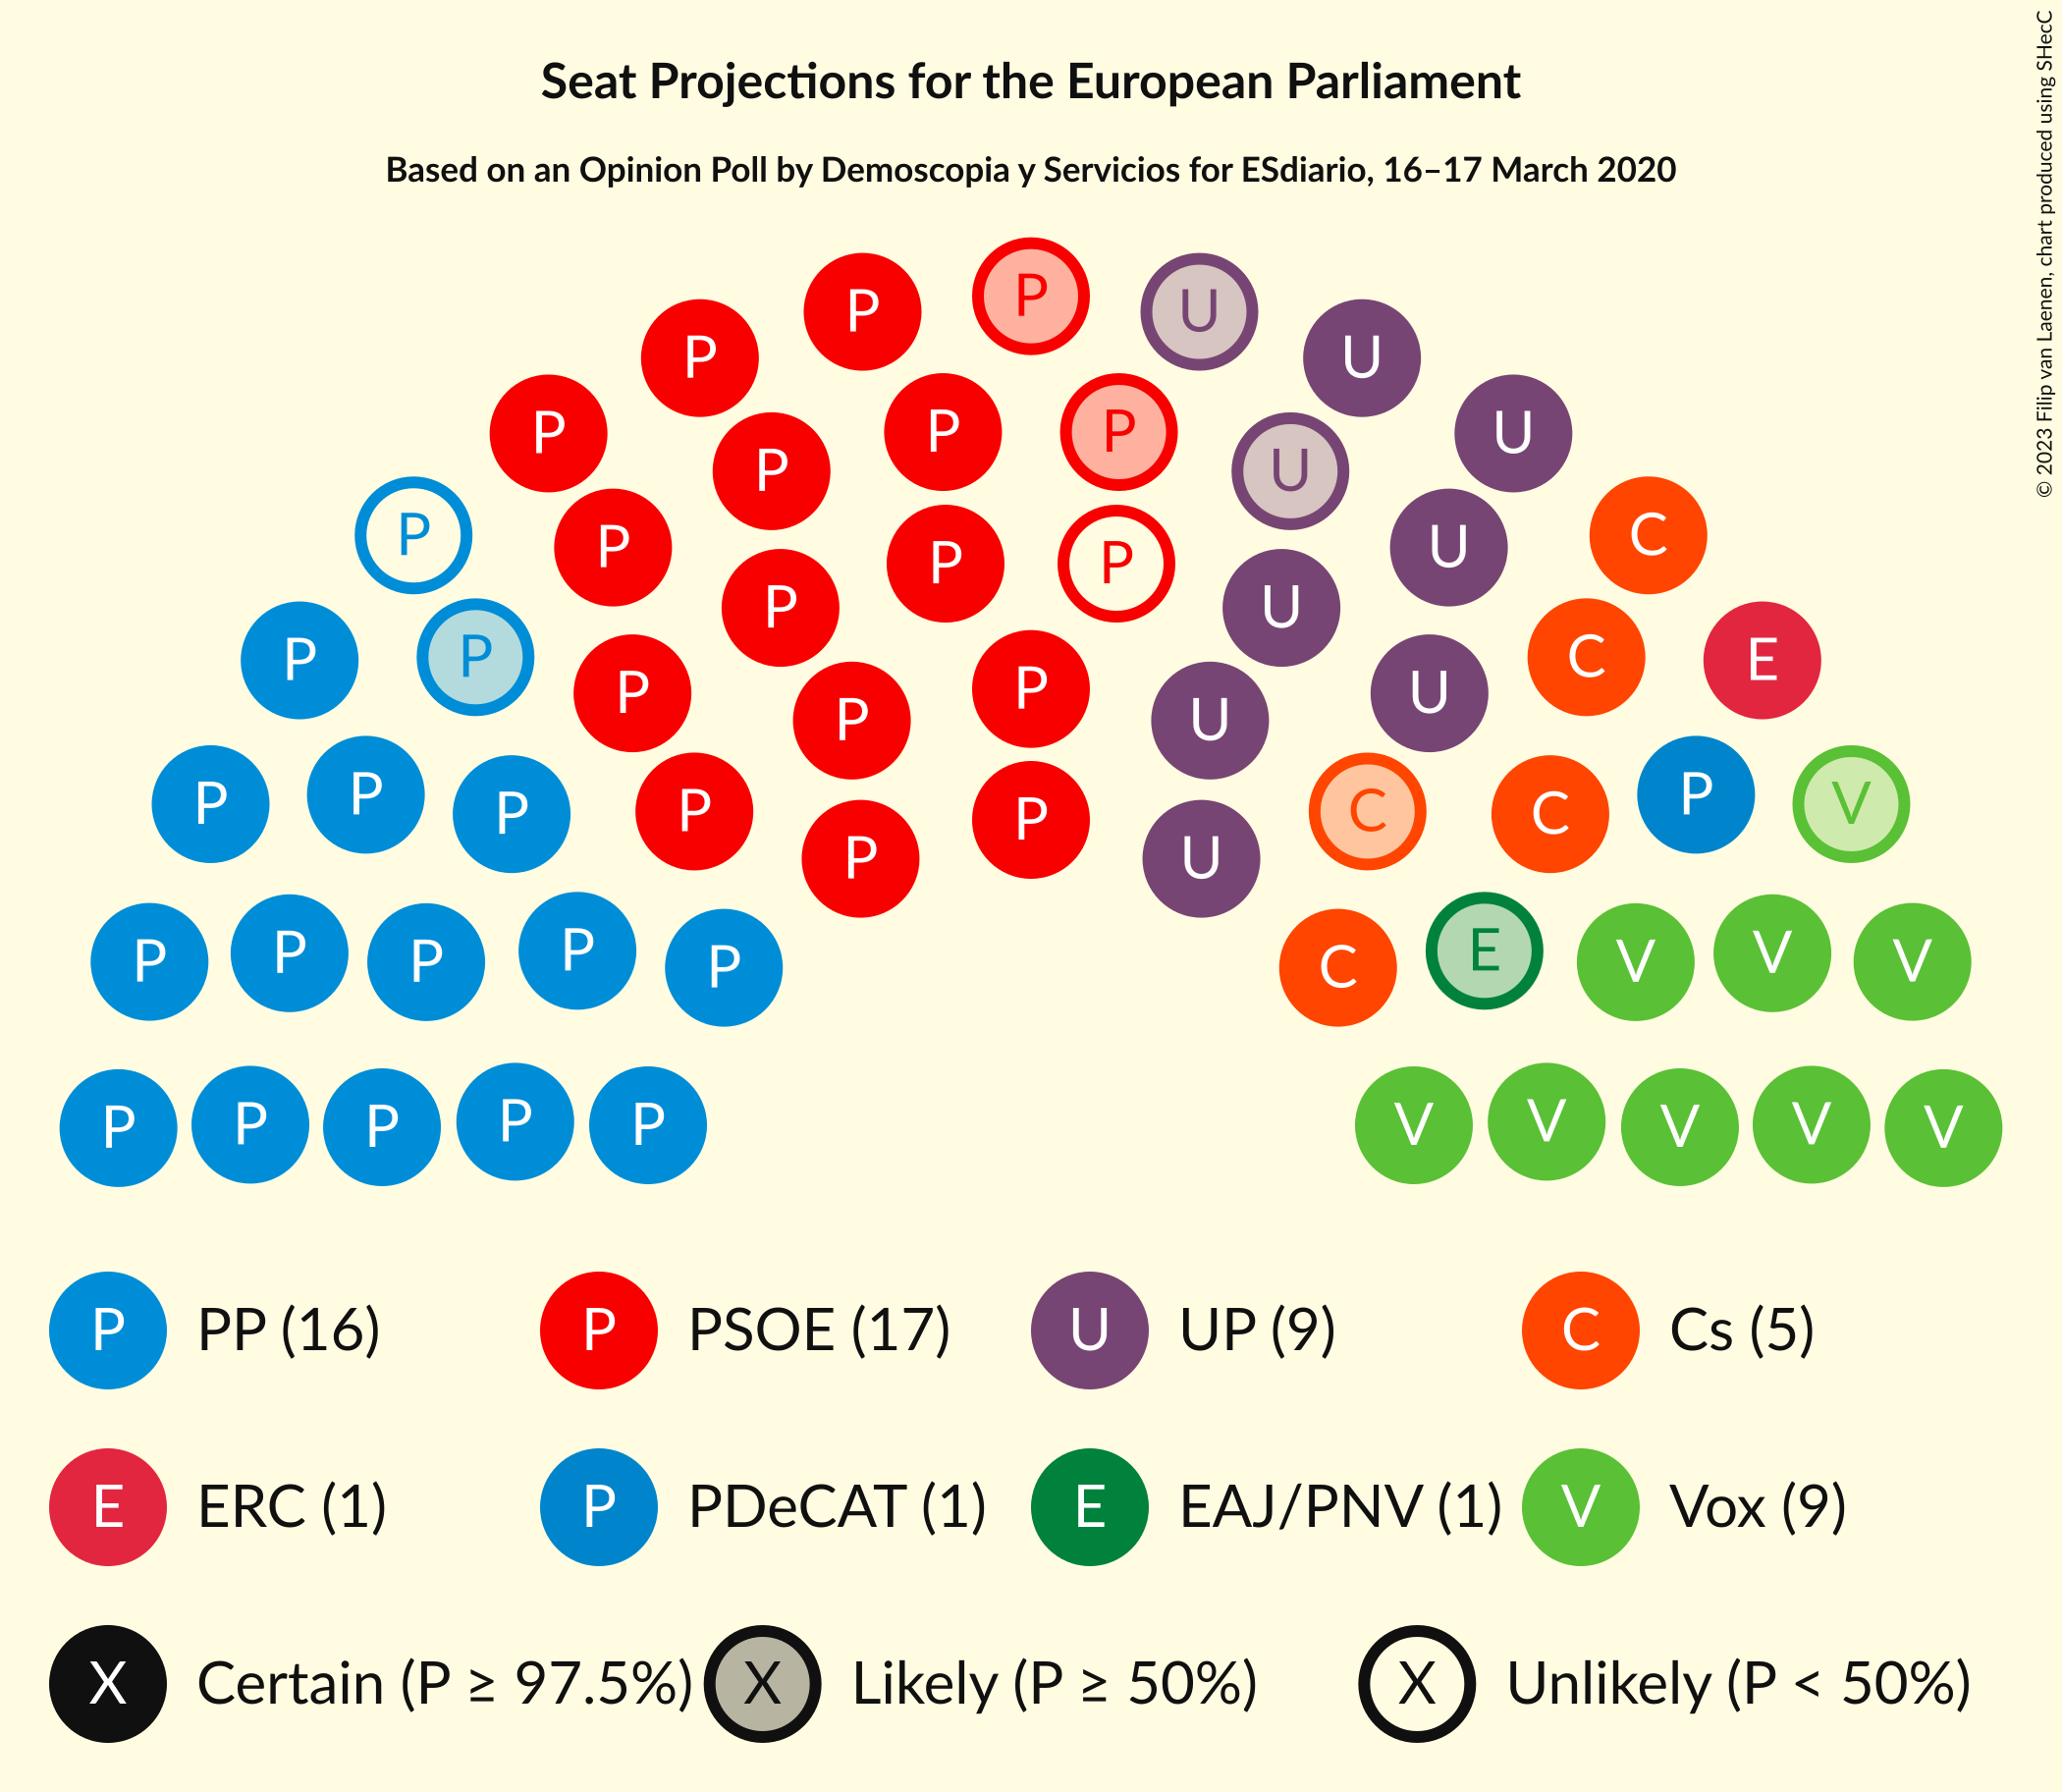 Seat Projections for the European Parliament
Based on an Opinion Poll by Demoscopia y Servicios for ESdiario, 16–17 March 2020
© 2023 Filip van Laenen, chart produced using SHecC
P
P P U
P U
P P U
P U
P U
P P P U C
P U
P P C E
P P U
P U
P P P V
P P P C C
P P U
P P P P P C E V V V
P P P P P V V V V V
P PP (16) P PSOE (17) U UP (9) C Cs (5)
E ERC (1) P PDeCAT (1) E EAJ/PNV (1) V Vox (9)
X Certain (P ≥ 97.5%) X Likely (P ≥ 50%) X Unlikely (P < 50%)